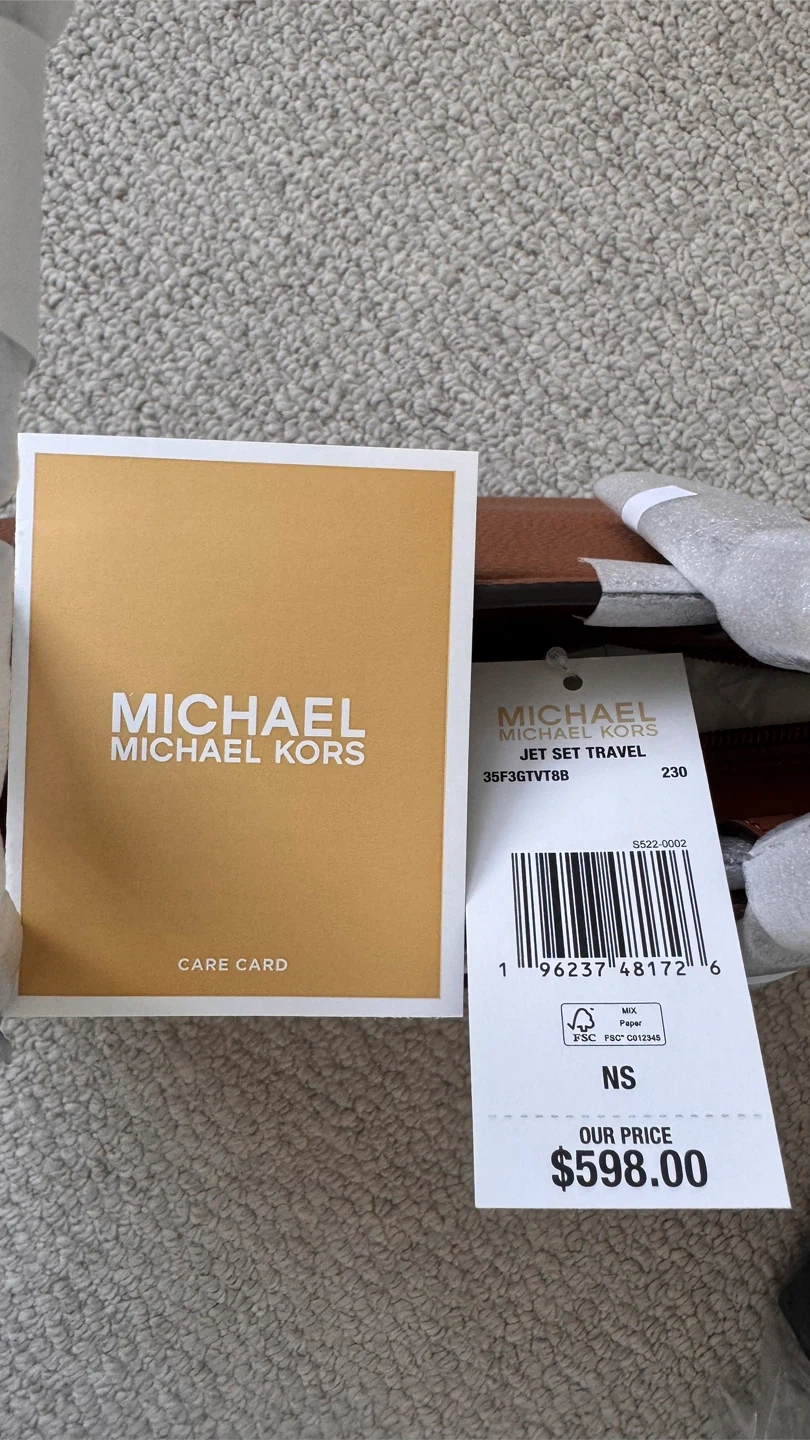 MICHAEL
MICHAEL KORS
CARE CARD
MICHAEL
MICHAEL KORS
JET SET TRAVEL
35F3GTVT8B 230
S522-0002
1 96237 48172 6
FSC
MIX
Paper
FSC™ C012345
NS
OUR PRICE
$598.00